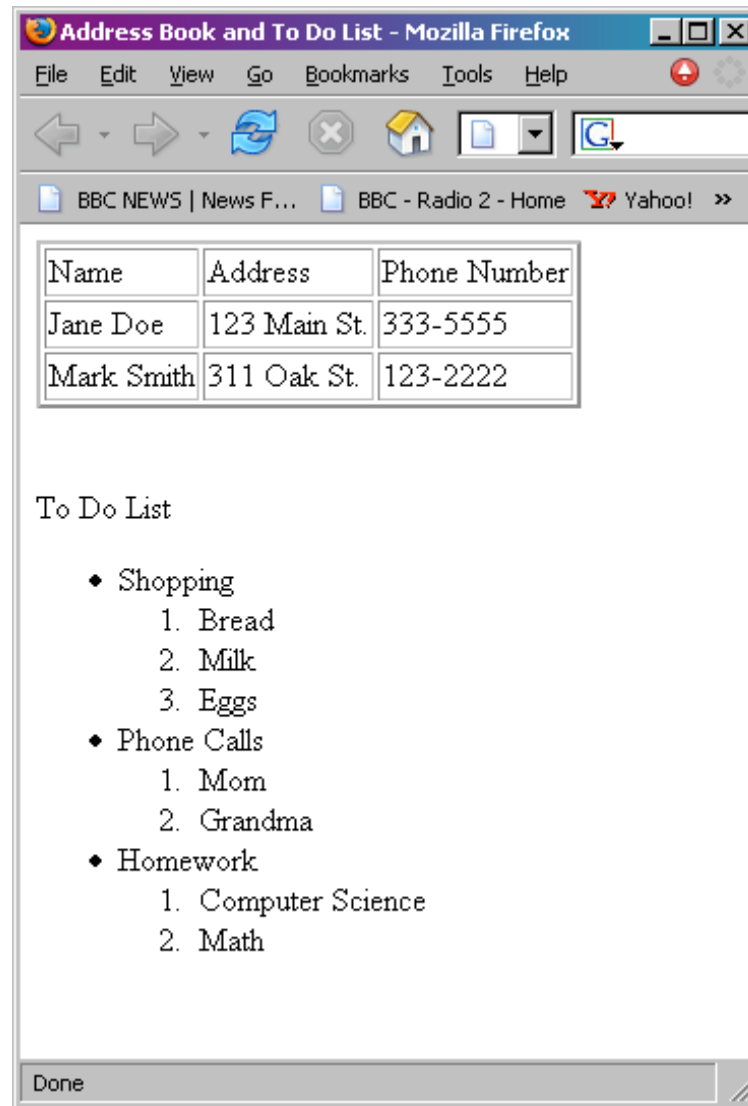 Address Book and To Do List - Mozilla Firefox
File Edit View Go Bookmarks Tools Help
G
BBC NEWS | News F... BBC - Radio 2 - Home Y? Yahoo! »
Name Address Phone Number
Jane Doe 123 Main St. 333-5555
Mark Smith 311 Oak St. 123-2222
To Do List
• Shopping
1. Bread
2. Milk
3. Eggs
• Phone Calls
1. Mom
2. Grandma
• Homework
1. Computer Science
2. Math
Done